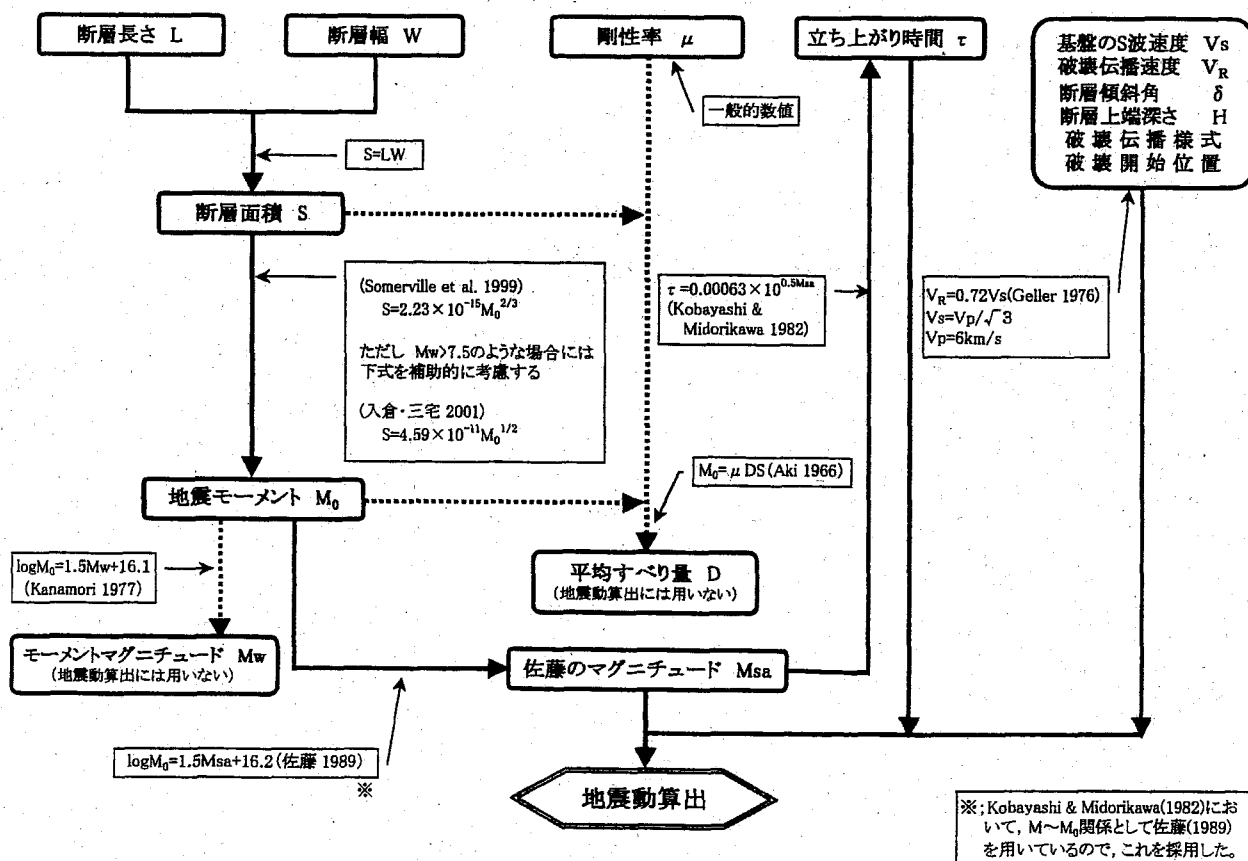 断層長さ L
断層幅 W
剛性率 μ
立ち上がり時間 τ
基盤のS波速度 Vs
破壊伝播速度 V_R
断層傾斜角 δ
断層上端深さ H
破壊伝播様式
破壊開始位置
一般的数値
S=LW
断層面積 S
(Somerville et al. 1999)
S=2.23×10^{-15}M_0^{2/3}
ただし Mw>7.5のような場合には
下式を補助的に考慮する
(入倉・三宅 2001)
S=4.59×10^{-11}M_0^{1/2}
τ=0.00063×10^{0.5Msa}
(Kobayashi &
Midorikawa 1982)
V_R=0.72Vs(Geller 1976)
Vs=Vp/√3
Vp=6km/s
地震モーメント M_0
M_0=μDS(Aki 1966)
logM_0=1.5Mw+16.1
(Kanamori 1977)
平均すべり量 D
(地震動算出には用いない)
モーメントマグニチュード Mw
(地震動算出には用いない)
佐藤のマグニチュード Msa
logM_0=1.5Msa+16.2(佐藤 1989)
※
地震動算出
※;Kobayashi & Midorikawa(1982)にお
いて,M~M_0関係として佐藤(1989)
を用いているので,これを採用した。